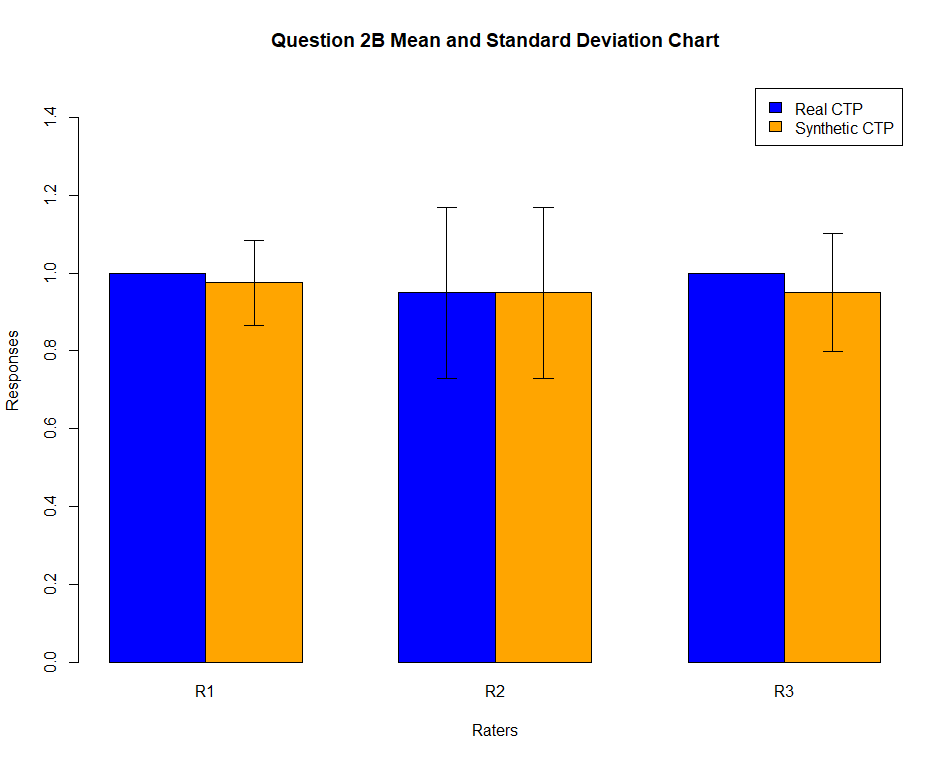 Question 2B Mean and Standard Deviation Chart
Real CTP
Synthetic CTP
1.4
1.2
1.0
0.8
0.6
0.4
0.2
0.0
Responses
R1 R2 R3
Raters